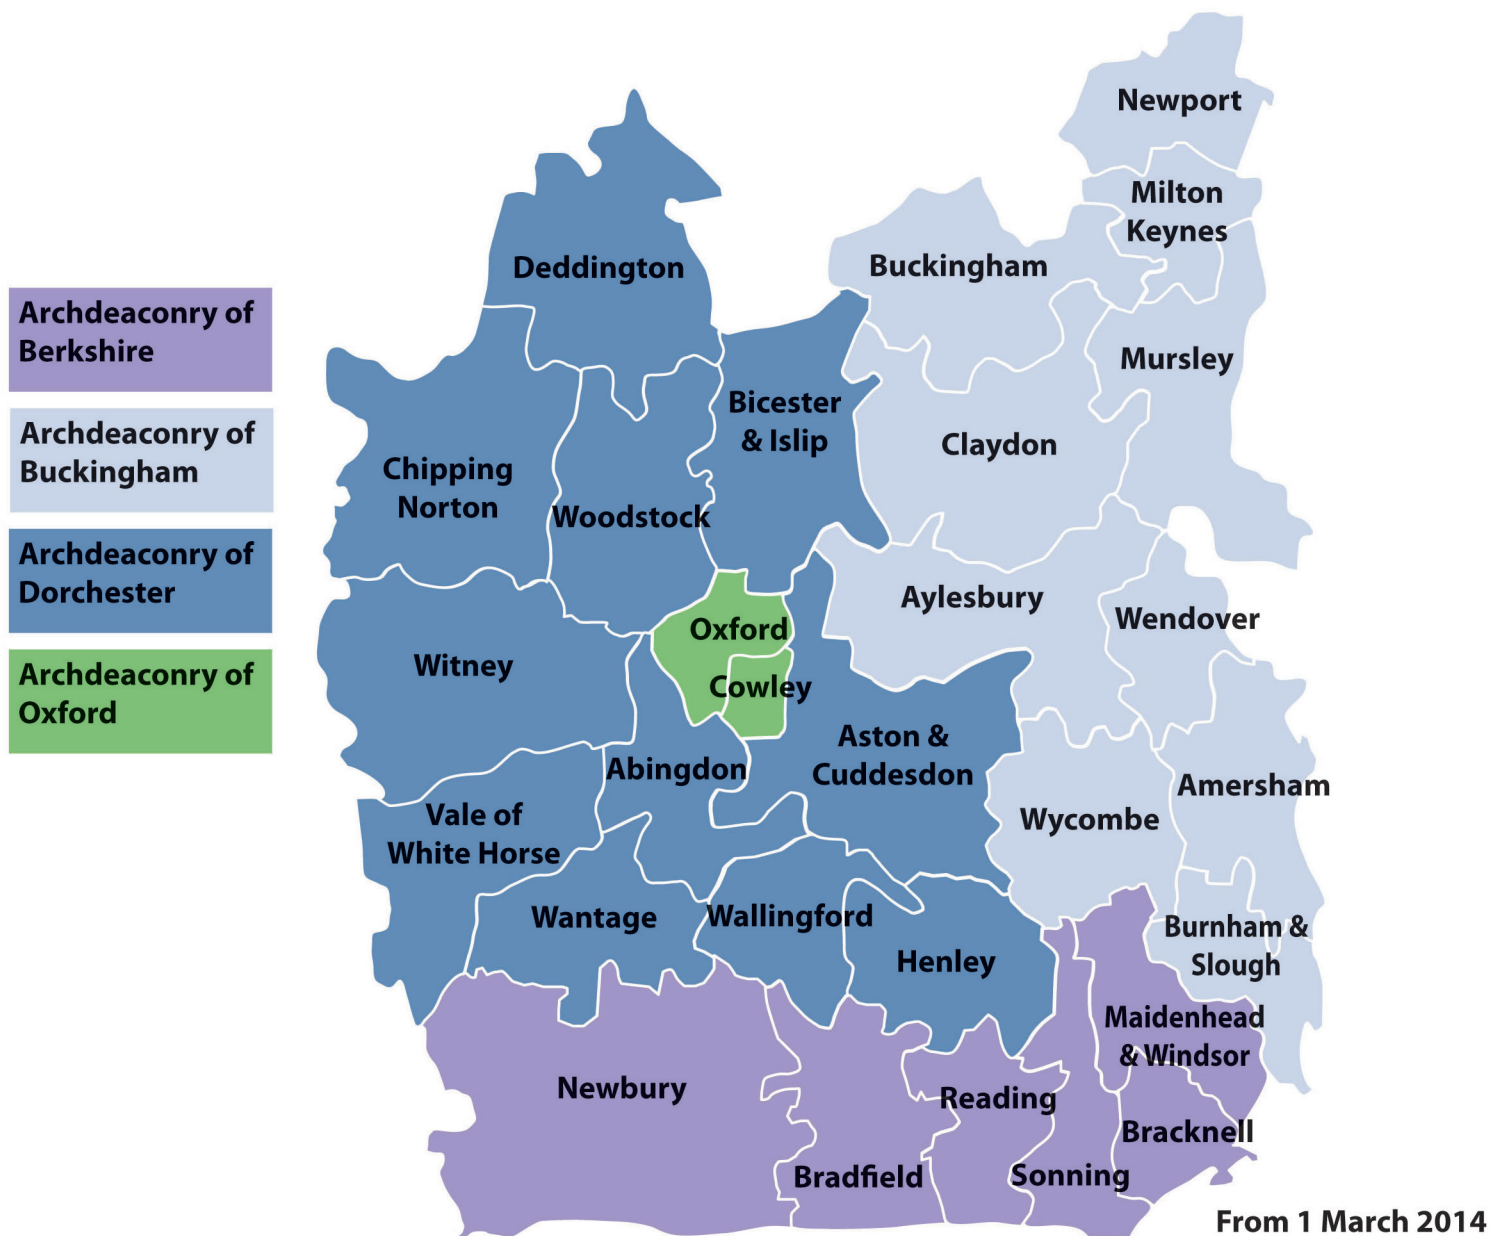 Archdeaconry of
Berkshire
Archdeaconry of
Buckingham
Archdeaconry of
Dorchester
Archdeaconry of
Oxford
Newport
Milton
Keynes
Buckingham
Deddington
Mursley
Bicester
& Islip
Claydon
Chipping
Norton
Woodstock
Aylesbury
Wendover
Oxford
Witney
Cowley
Aston &
Cuddesdon
Abingdon
Amersham
Wycombe
Vale of
White Horse
Wantage
Wallingford
Burnham &
Slough
Henley
Maidenhead
& Windsor
Newbury
Reading
Bracknell
Bradfield
Sonning
From 1 March 2014